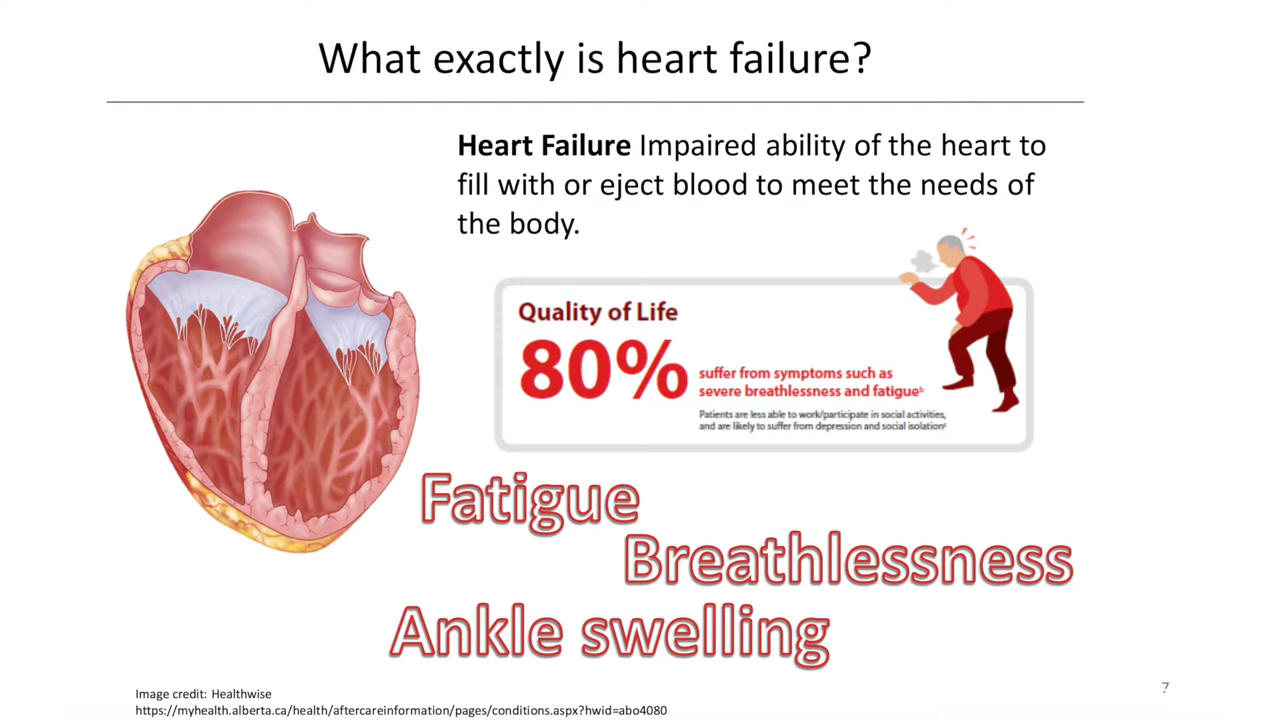 What exactly is heart failure?
Heart Failure Impaired ability of the heart to
fill with or eject blood to meet the needs of
the body.
Quality of Life
80%
suffer from symptoms such as
severe breathlessness and fatigueᵇ
Patients are less able to work/participate in social activities,
and are likely to suffer from depression and social isolationᶜ
Fatigue
Breathlessness
Ankle swelling
Image credit: Healthwise
https://myhealth.alberta.ca/health/aftercareinformation/pages/conditions.aspx?hwid=abo4080
7